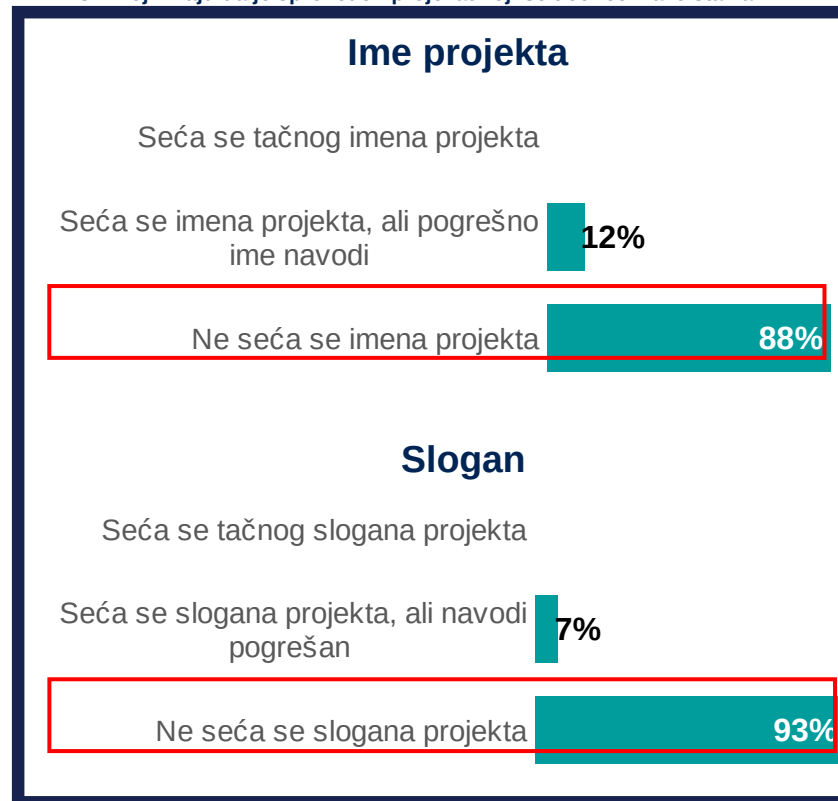 Ime projekta
Seća se tačnog imena projekta
Seća se imena projekta, ali pogrešno
ime navodi
12%
Ne seća se imena projekta
88%
Slogan
Seća se tačnog slogana projekta
Seća se slogana projekta, ali navodi
pogrešan
7%
Ne seća se slogana projekta
93%